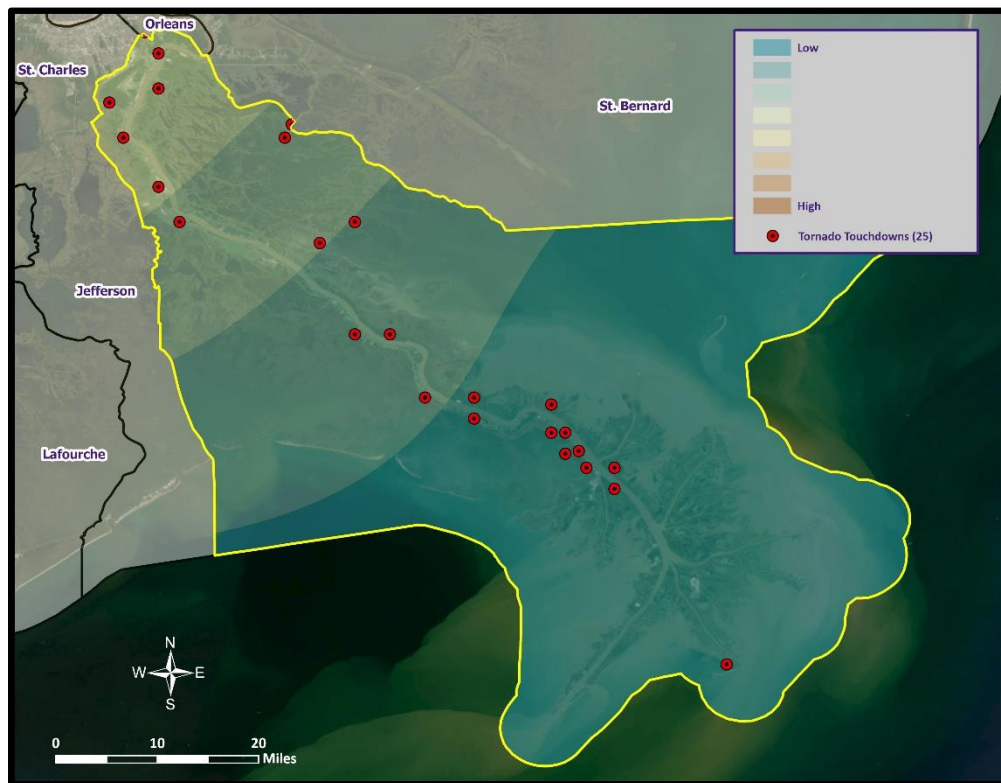 Orleans
St. Charles
St. Bernard
Jefferson
Lafourche
Low
High
Tornado Touchdowns (25)
N
W E
S
0 10 20
Miles